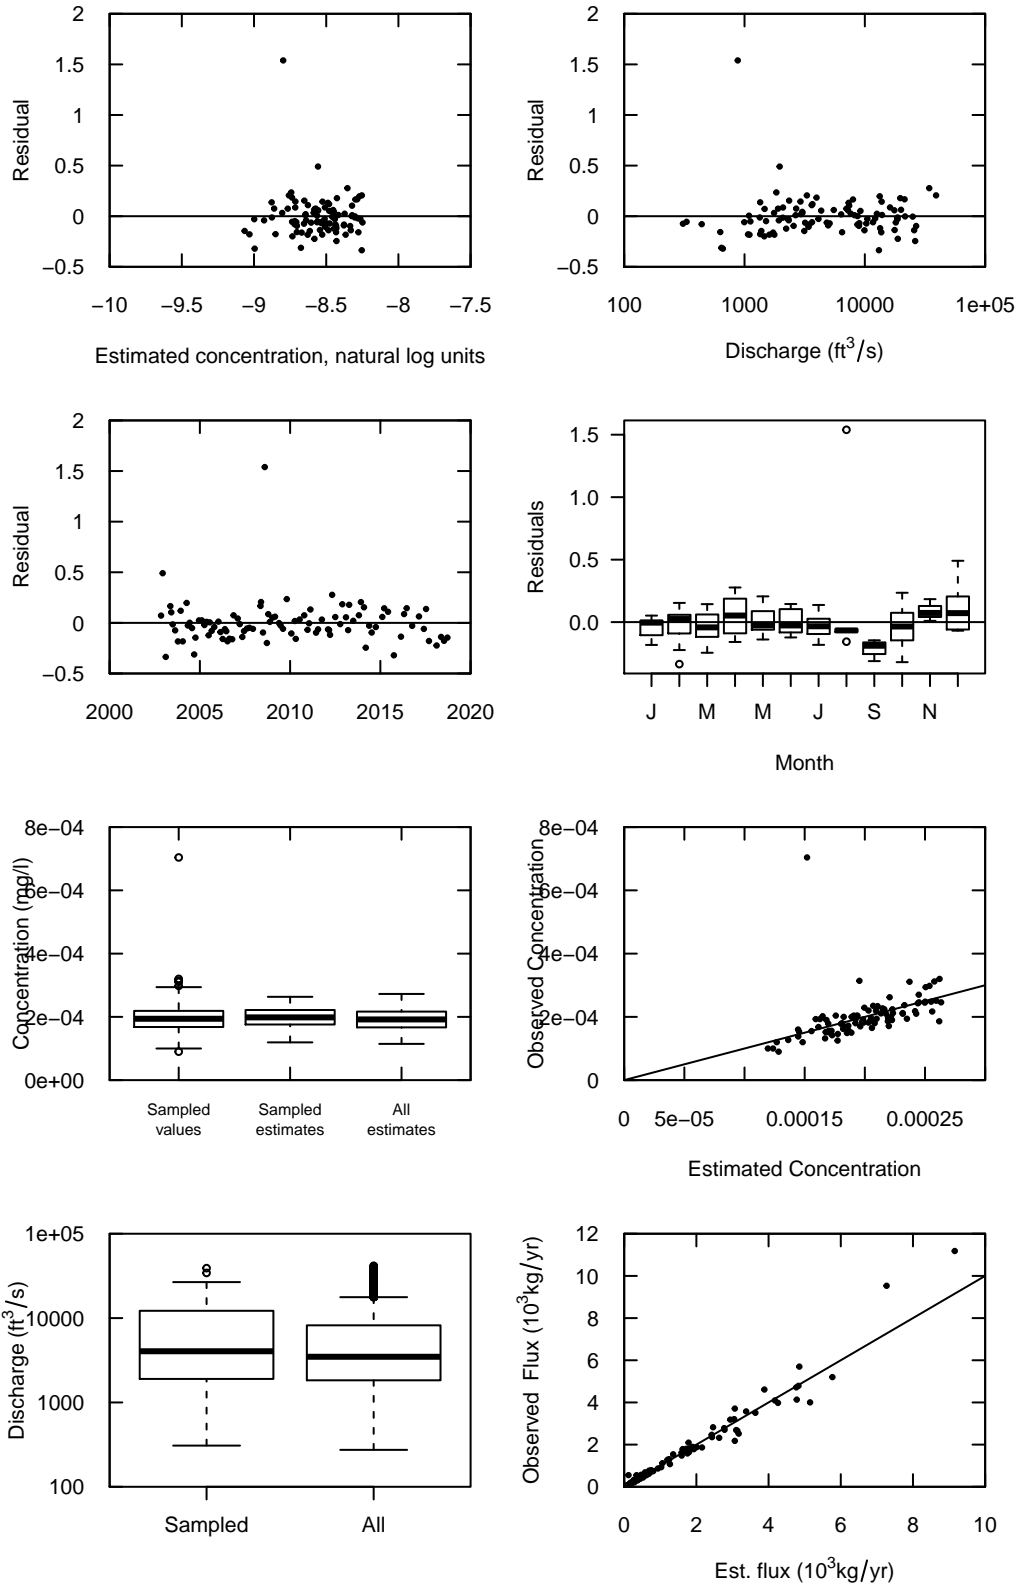 2
1.5
1
0.5
0
−0.5
Residual
−10 −9.5 −9 −8.5 −8 −7.5
Estimated concentration, natural log units
2
1.5
1
0.5
0
−0.5
Residual
100 1000 10000 1e+05
Discharge (ft³/s)
2
1.5
1
0.5
0
−0.5
Residual
2000 2005 2010 2015 2020
1.5
1.0
0.5
0.0
Residuals
J M M J S N
Month
8e−04
6e−04
4e−04
2e−04
0e+00
Concentration (mg/l)
Sampled Sampled All
values estimates estimates
8e−04
6e−04
4e−04
2e−04
0
Observed Concentration
0 5e−05 0.00015 0.00025
Estimated Concentration
1e+05
10000
1000
100
Discharge (ft³/s)
Sampled All
12
10
8
6
4
2
0
Observed Flux (10³kg/yr)
0 2 4 6 8 10
Est. flux (10³kg/yr)